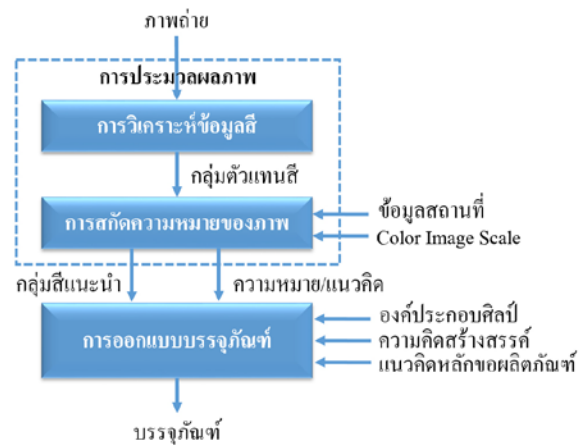 ภาพถ่าย
การประมวลผลภาพ
การวิเคราะห์ข้อมูลสี
กลุ่มตัวแทนสี
การสกัดความหมายของภาพ
ข้อมูลสถานที่
Color Image Scale
กลุ่มสีแนะนำ
ความหมาย/แนวคิด
การออกแบบบรรจุภัณฑ์
องค์ประกอบศิลป์
ความคิดสร้างสรรค์
แนวคิดหลักขอผลิตภัณฑ์
บรรจุภัณฑ์